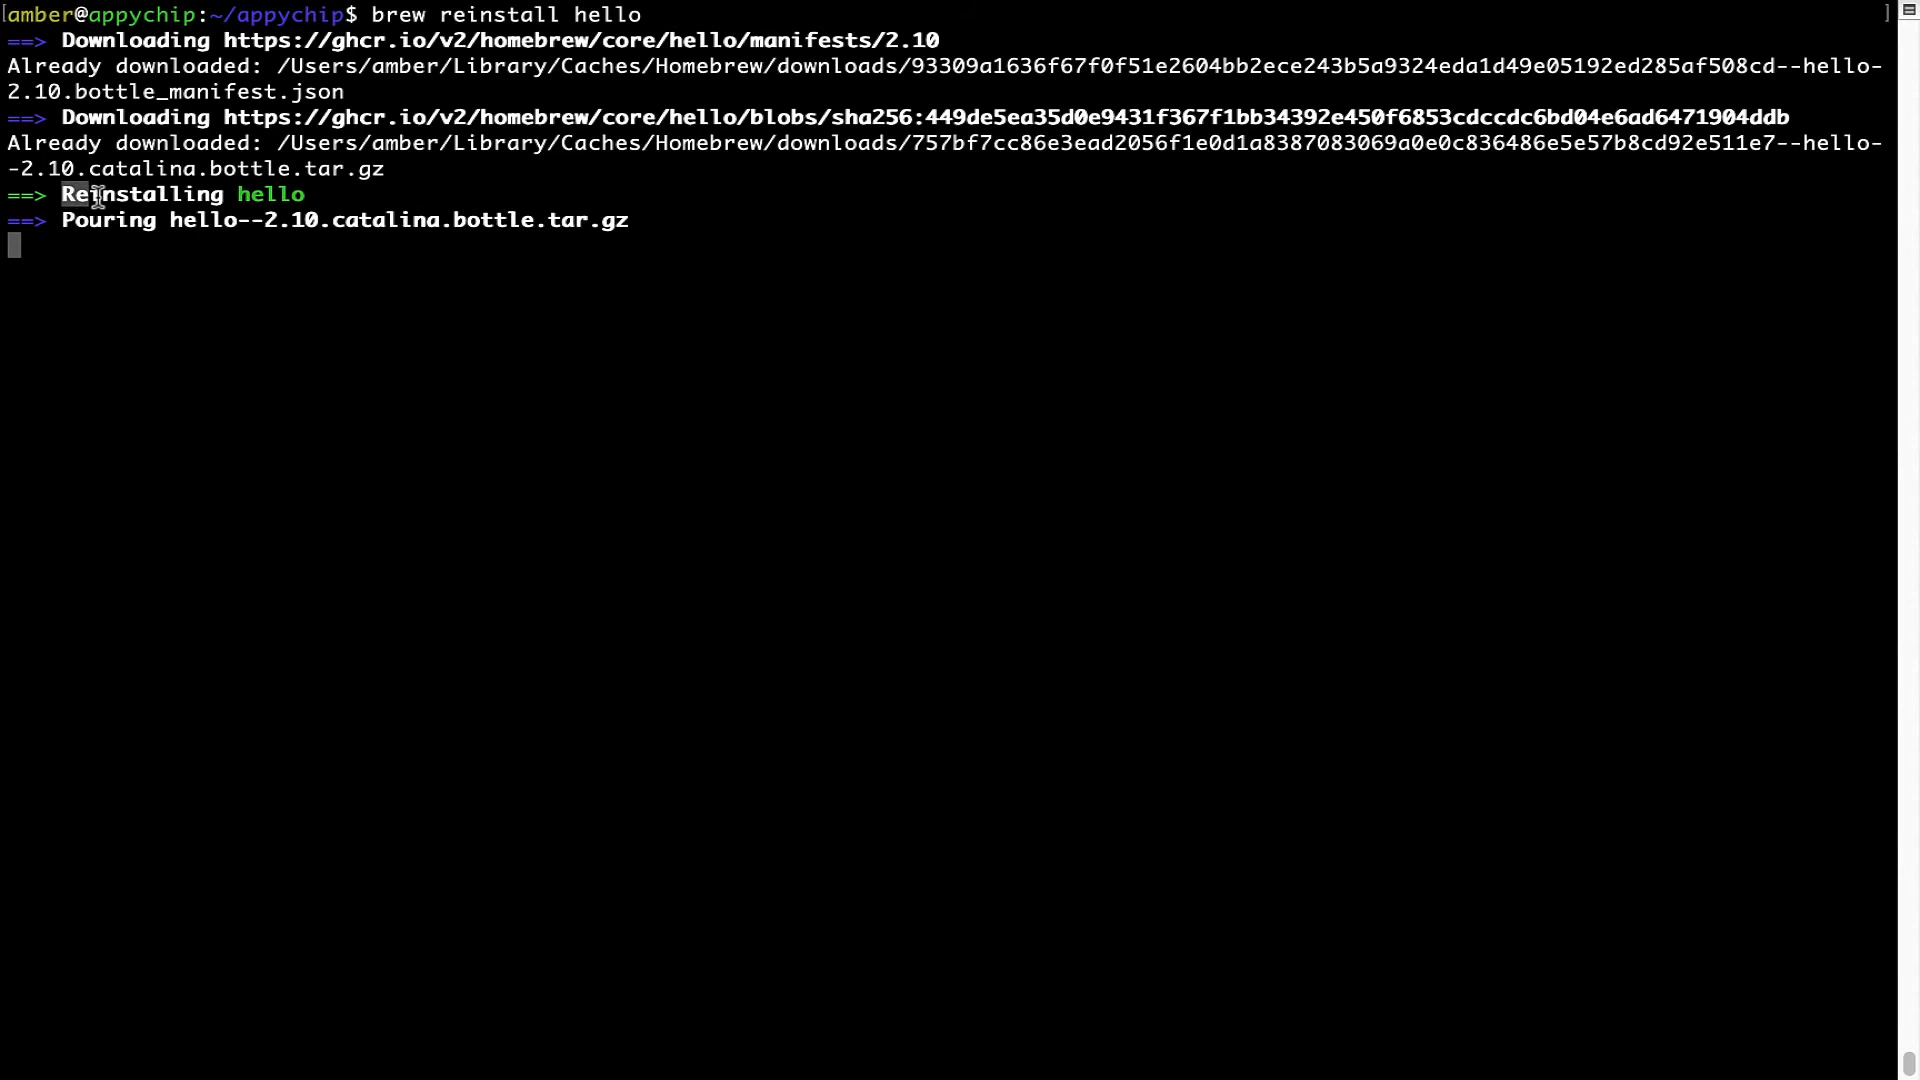 [amber@appychip:~/appychip$ brew reinstall hello ]
==> Downloading https://ghcr.io/v2/homebrew/core/hello/manifests/2.10
Already downloaded: /Users/amber/Library/Caches/Homebrew/downloads/93309a1636f67f0f51e2604bb2ece243b5a9324eda1d49e05192ed285af508cd--hello-
2.10.bottle_manifest.json
==> Downloading https://ghcr.io/v2/homebrew/core/hello/blobs/sha256:449de5ea35d0e9431f367f1bb34392e450f6853cdccdc6bd04e6ad6471904ddb
Already downloaded: /Users/amber/Library/Caches/Homebrew/downloads/757bf7cc86e3ead2056f1e0d1a8387083069a0e0c836486e5e57b8cd92e511e7--hello-
-2.10.catalina.bottle.tar.gz
==> Reinstalling hello
==> Pouring hello--2.10.catalina.bottle.tar.gz